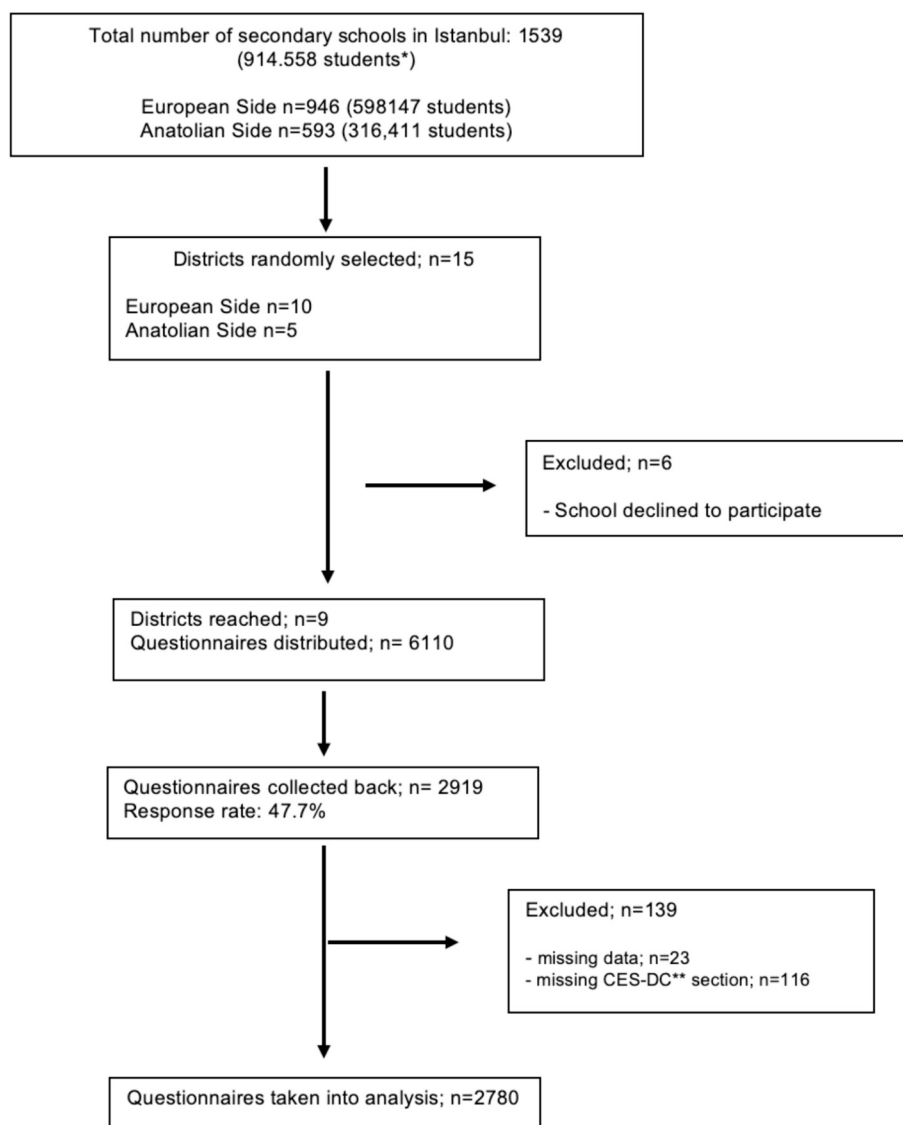 Total number of secondary schools in Istanbul: 1539
(914.558 students*)
European Side n=946 (598147 students)
Anatolian Side n=593 (316,411 students)
Districts randomly selected; n=15
European Side n=10
Anatolian Side n=5
Excluded; n=6
- School declined to participate
Districts reached; n=9
Questionnaires distributed; n= 6110
Questionnaires collected back; n= 2919
Response rate: 47.7%
Excluded; n=139
- missing data; n=23
- missing CES-DC** section; n=116
Questionnaires taken into analysis; n=2780